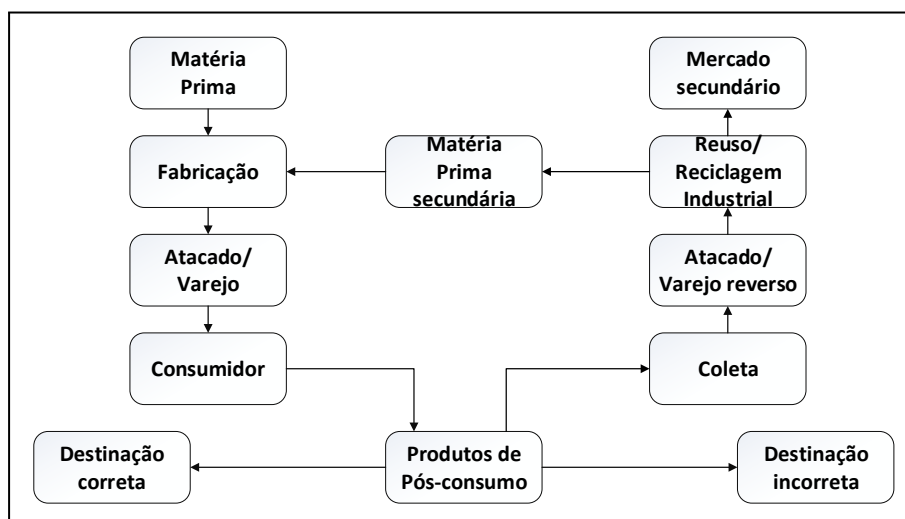 Matéria
Prima
Mercado
secundário
Fabricação
Matéria
Prima
secundária
Reuso/
Reciclagem
Industrial
Atacado/
Varejo
Atacado/
Varejo reverso
Consumidor
Coleta
Destinação
correta
Produtos de
Pós-consumo
Destinação
incorreta